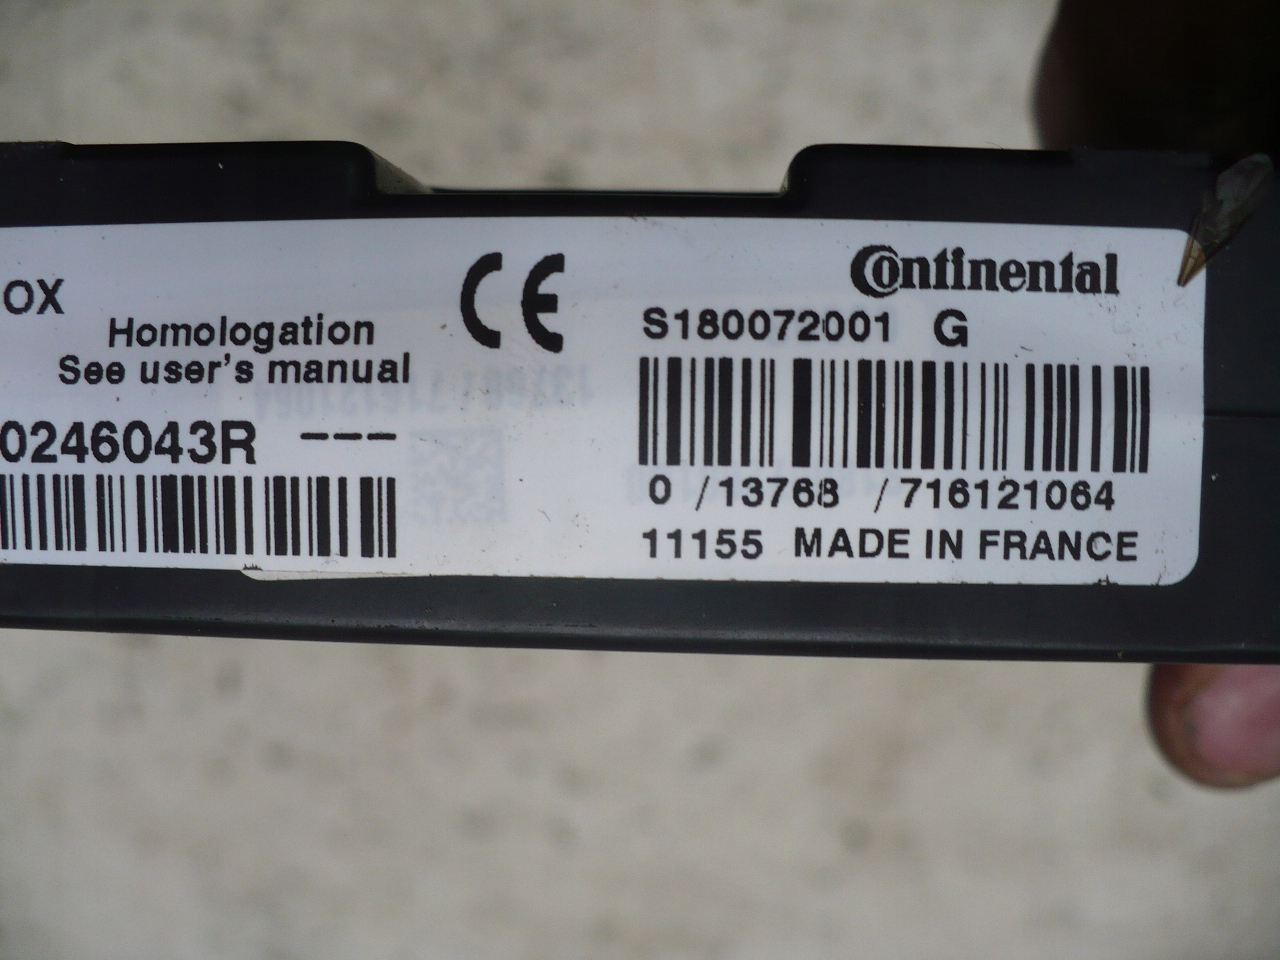 OX
Homologation
See user's manual
0246043R ---
CE
Continental
S180072001 G
0 /13768 /716121064
11155 MADE IN FRANCE